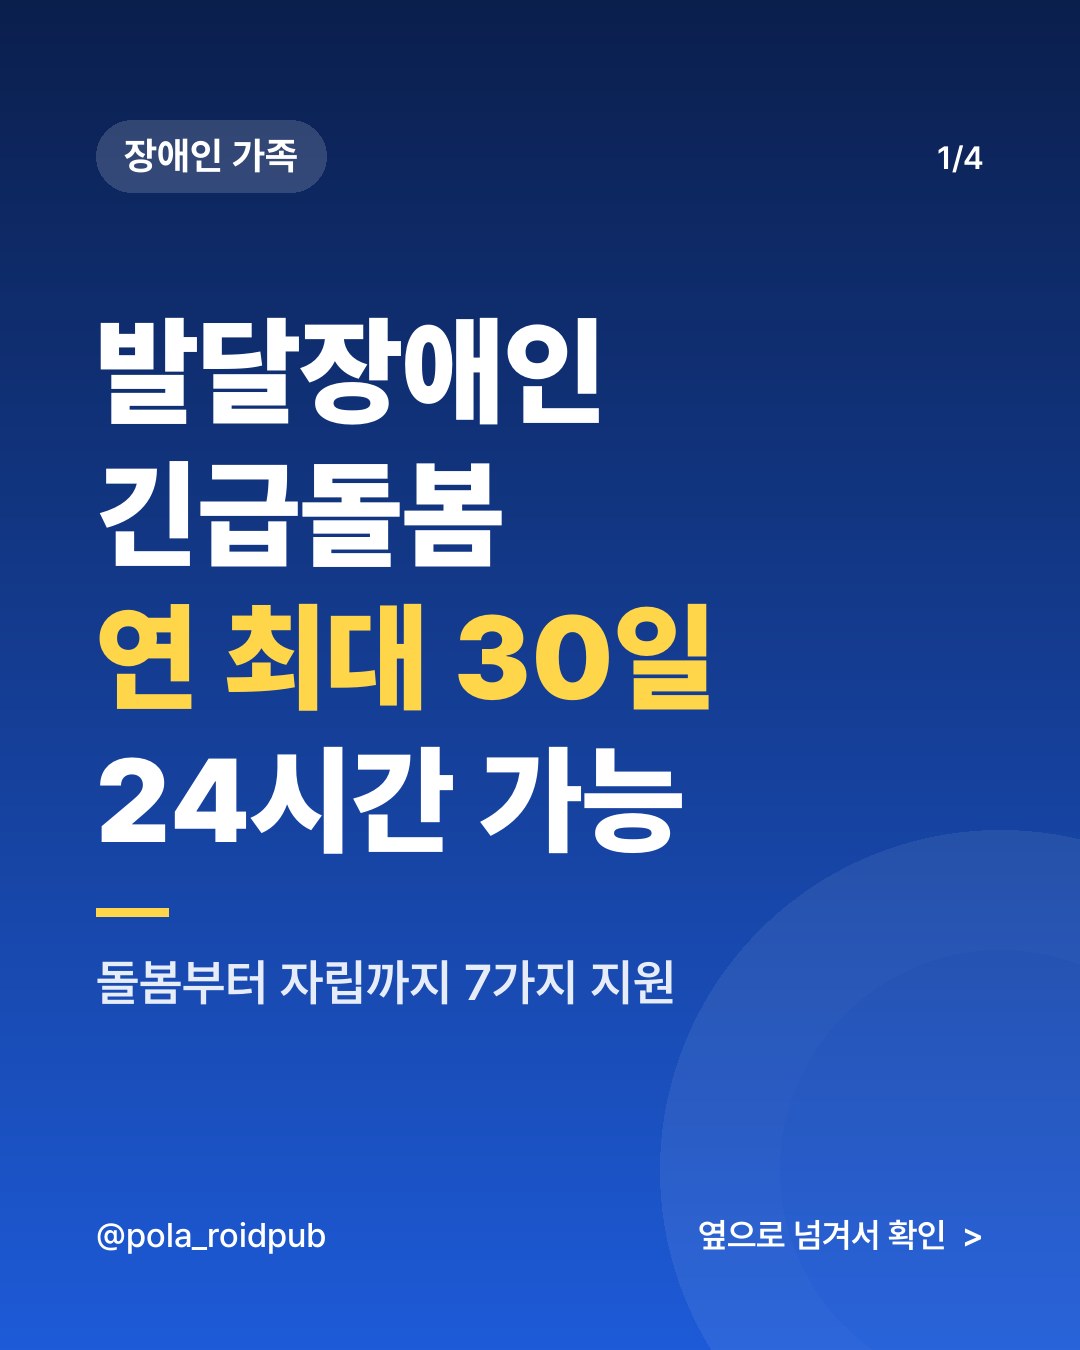 장애인 가족
1/4
발달장애인
긴급돌봄
연 최대 30일
24시간 가능
돌봄부터 자립까지 7가지 지원
@pola_roidpub
옆으로 넘겨서 확인 >